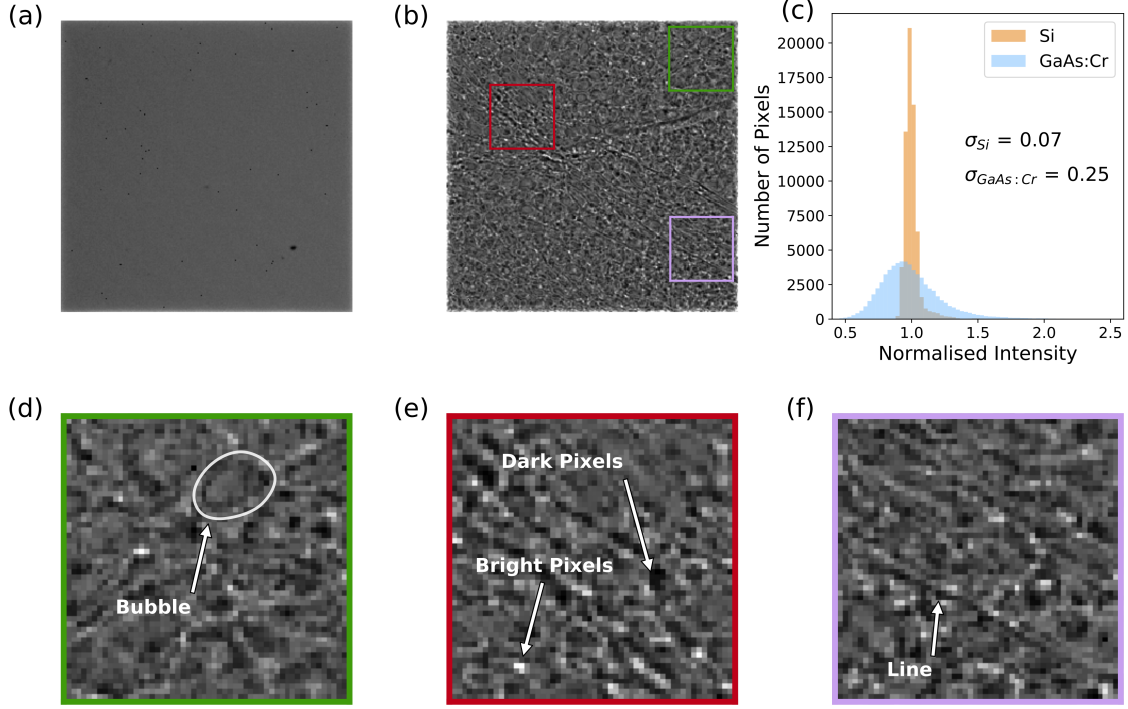 (a)
(b)
(c)
Number of Pixels
20000
17500
15000
12500
10000
7500
5000
2500
0
0.5 1.0 1.5 2.0 2.5
Normalised Intensity
Si
GaAs:Cr
σSi = 0.07
σGaAs:Cr = 0.25
(d)
Bubble
(e)
Dark Pixels
Bright Pixels
(f)
Line